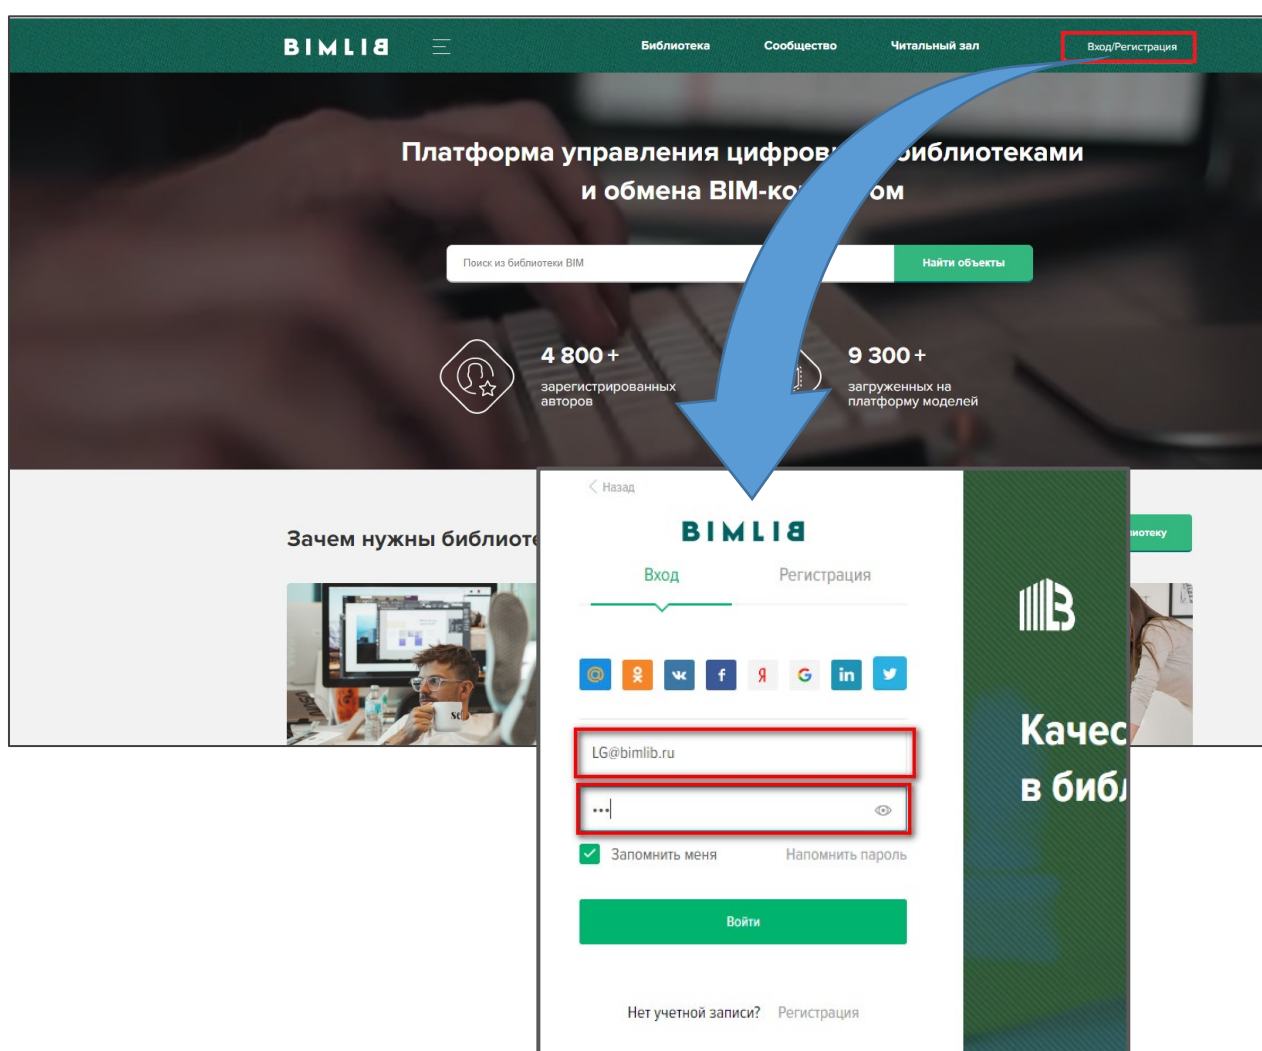 BIMLIB
Библиотека
Сообщество
Читальный зал
Вход/Регистрация
Платформа управления цифров библиотеками
и обмена BIM-ко ом
Поиск из библиотеки BIM
Найти объекты
4 800 +
зарегистрированных
авторов
9 300 +
загруженных на
платформу моделей
Зачем нужны библиоте
иотеку
Назад
BIMLIB
Вход
Регистрация
LG@bimlib.ru
•••
Запомнить меня
Напомнить пароль
Войти
Нет учетной записи? Регистрация
Качес
в библ